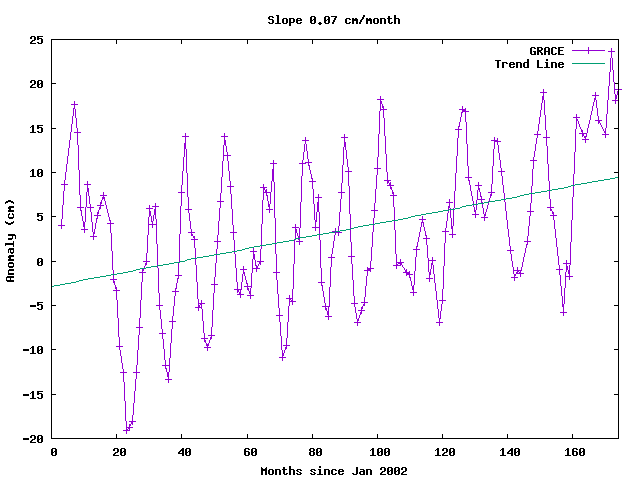 Slope 0.07 cm/month
GRACE
Trend Line
Anomaly (cm)
25
20
15
10
5
0
-5
-10
-15
-20
0 20 40 60 80 100 120 140 160
Months since Jan 2002